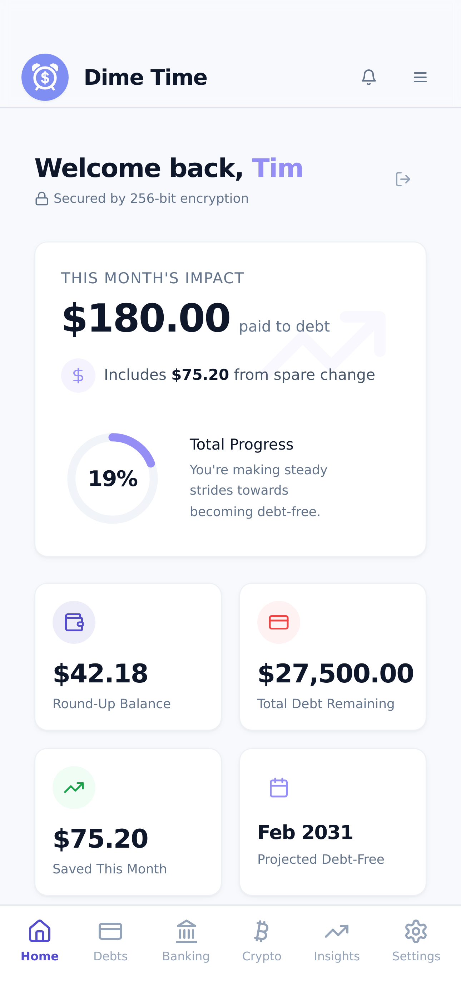 Dime Time
Welcome back, Tim
Secured by 256-bit encryption
THIS MONTH'S IMPACT
$180.00 paid to debt
$ Includes $75.20 from spare change
19%
Total Progress
You're making steady
strides towards
becoming debt-free.
$42.18
Round-Up Balance
$27,500.00
Total Debt Remaining
$75.20
Saved This Month
Feb 2031
Projected Debt-Free
Home
Debts
Banking
Crypto
Insights
Settings